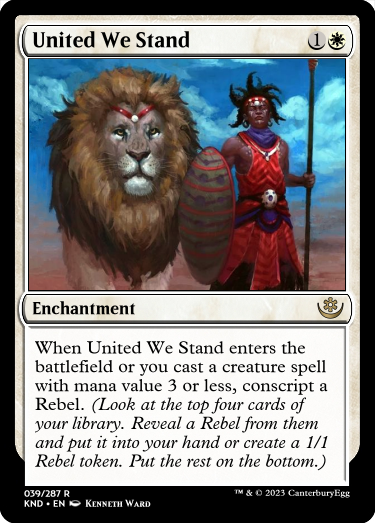 United We Stand 1
Enchantment
When United We Stand enters the
battlefield or you cast a creature spell
with mana value 3 or less, conscript a
Rebel. (Look at the top four cards of
your library. Reveal a Rebel from them
and put it into your hand or create a 1/1
Rebel token. Put the rest on the bottom.)
039/287 R
KND • EN Kenneth Ward
™ & © 2023 CanterburyEgg